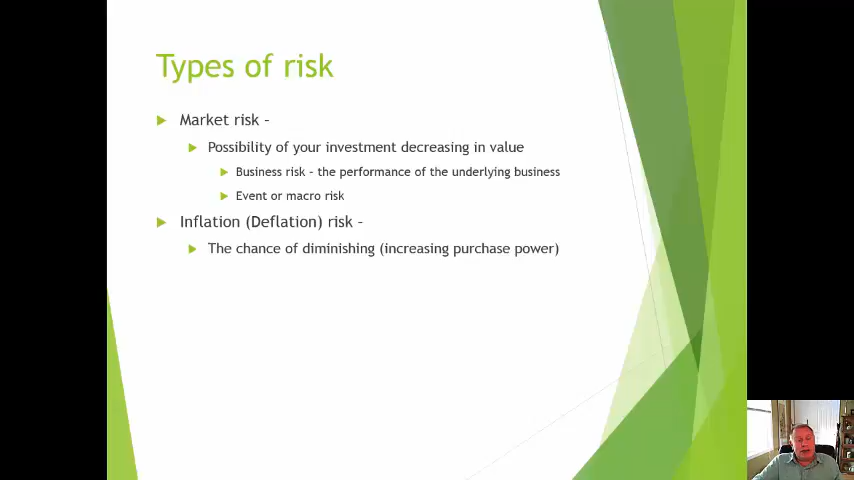 Types of risk
Market risk –
Possibility of your investment decreasing in value
Business risk – the performance of the underlying business
Event or macro risk
Inflation (Deflation) risk –
The chance of diminishing (increasing purchase power)